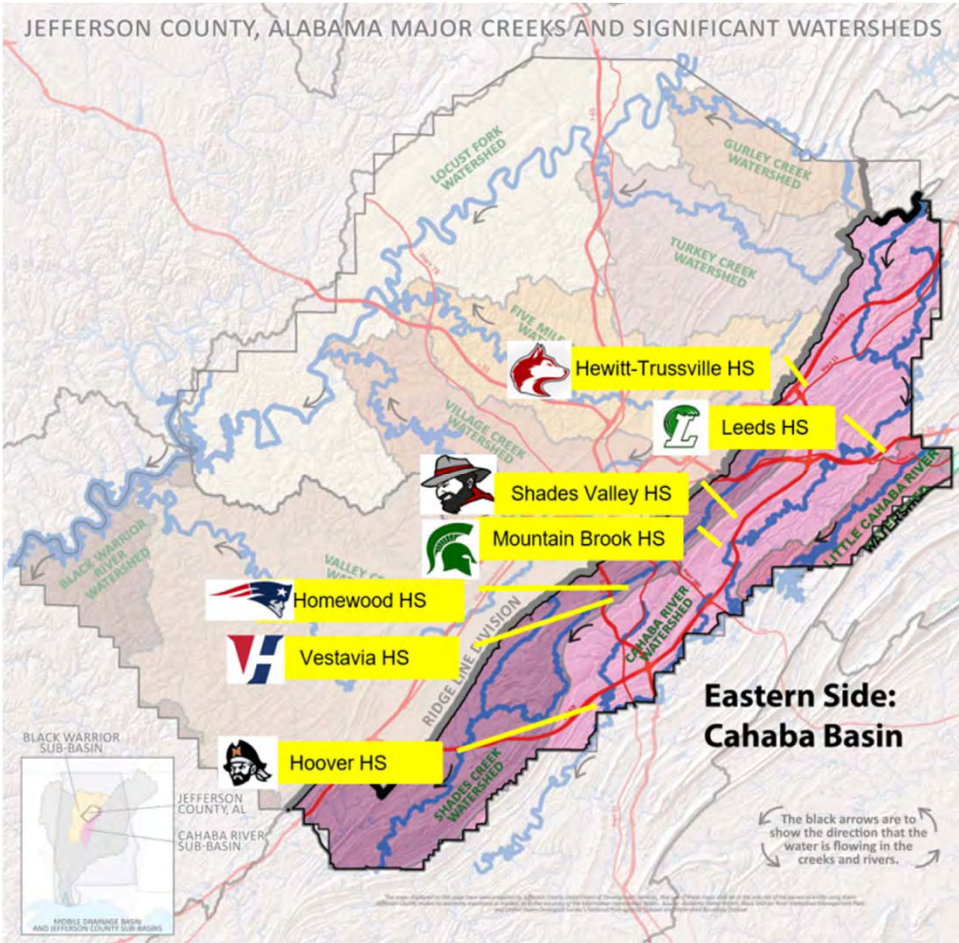 JEFFERSON COUNTY, ALABAMA MAJOR CREEKS AND SIGNIFICANT WATERSHEDS
I-65
LOCUST FORK
WATERSHED
GURLEY CREEK
WATERSHED
TURKEY CREEK
WATERSHED
FIVE MILE
Hewitt-Trussville HS
I-59
L
Leeds HS
VILLAGE CREEK
WATERSHED
Shades Valley HS
Mountain Brook HS
LITTLE CAHABA RIVER
WATERSHED
BLACK WARRIOR
RIVER
WATERSHED
Homewood HS
RIDGE LINE DIVISION
CAHABA RIVER
WATERSHED
Vestavia HS
Eastern Side:
Cahaba Basin
Hoover HS
SHADES CREEK
WATERSHED
BLACK WARRIOR
SUB-BASIN
JEFFERSON
COUNTY, AL
CAHABA RIVER
SUB-BASIN
MOBILE DRAINAGE BASIN
AND JEFFERSON COUNTY SUB-BASINS
The black arrows are to
show the direction that the
water is flowing in the
creeks and rivers.